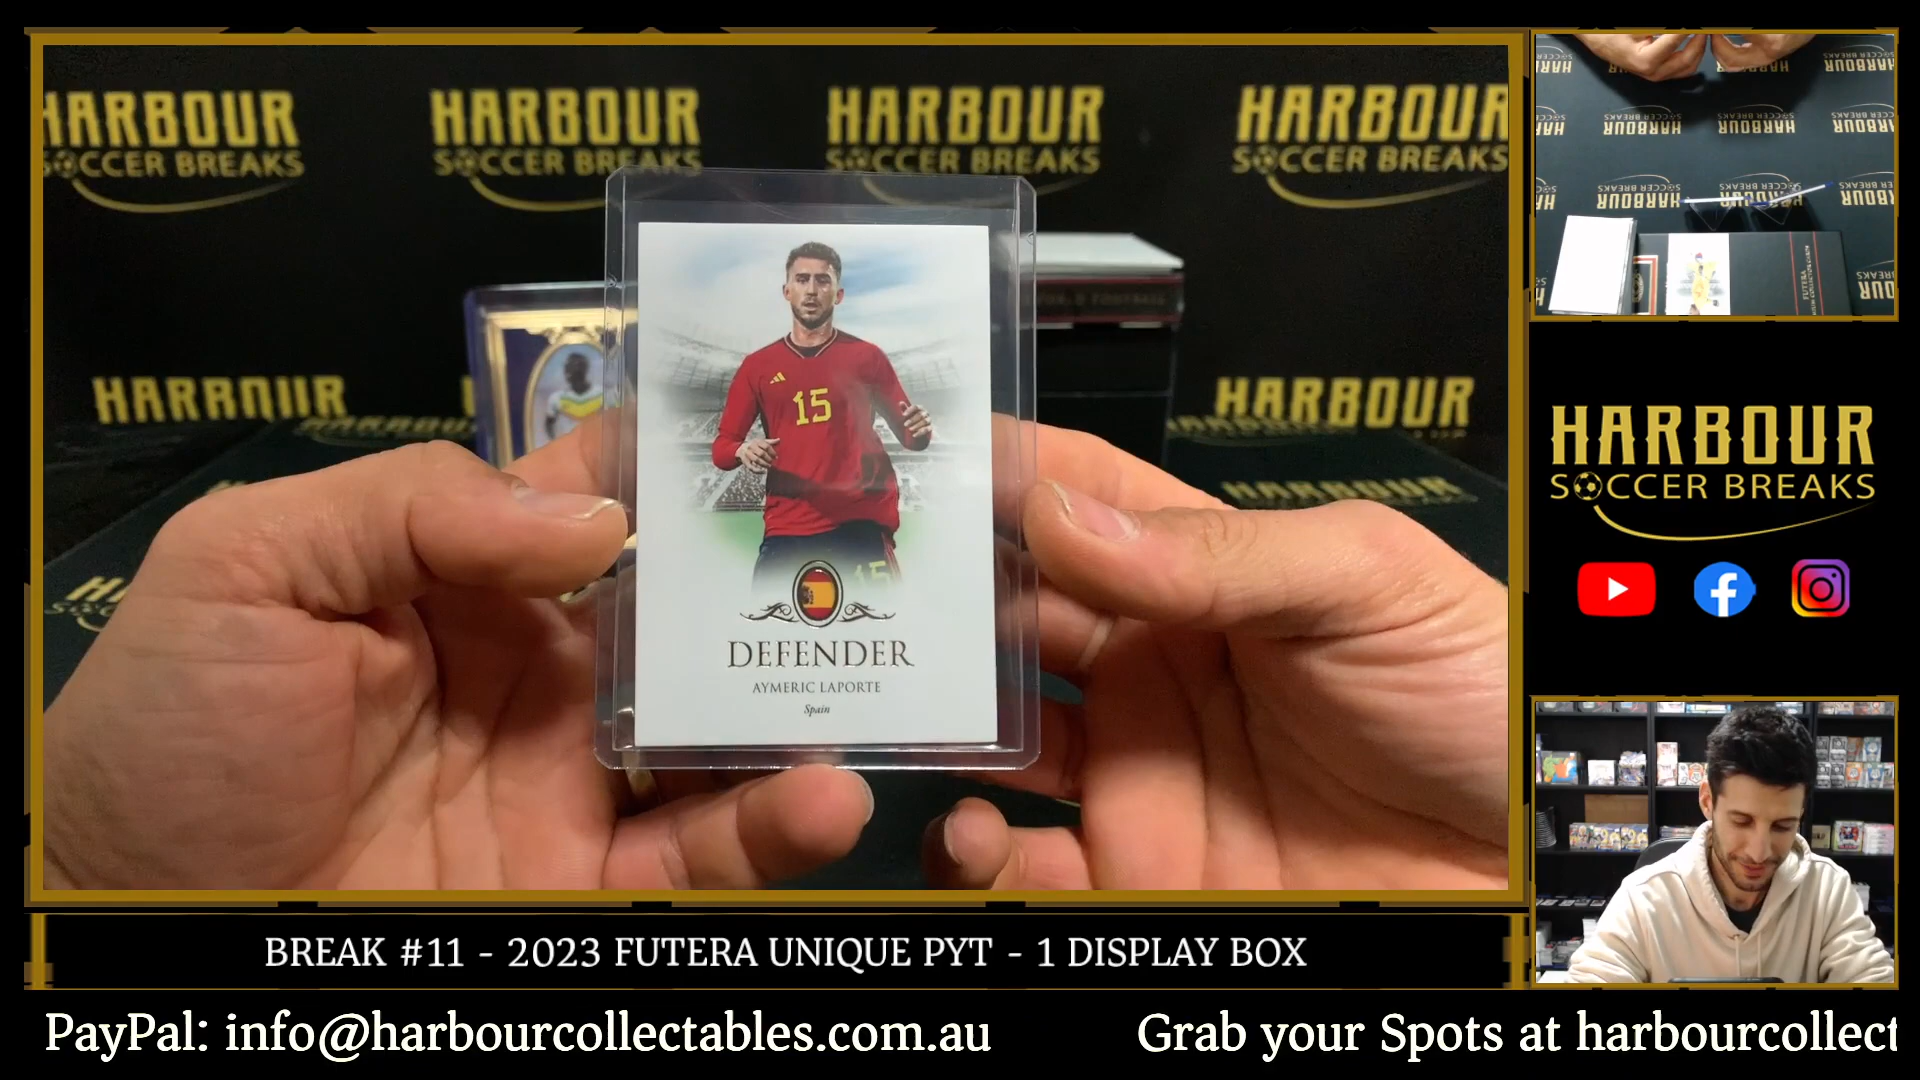 HARBOUR
SOCCER BREAKS
HARBOUR
SOCCER BREAKS
HARBOUR
SOCCER BREAKS
HARBOUR
SOCCER BREAKS
HARBOUR
HARBOUR
15
15
DEFENDER
AYMERIC LAPORTE
Spain
HARBOUR
SOCCER BREAKS
BREAK #11 - 2023 FUTERA UNIQUE PYT - 1 DISPLAY BOX
PayPal: info@harbourcollectables.com.au
Grab your Spots at harbourcollect